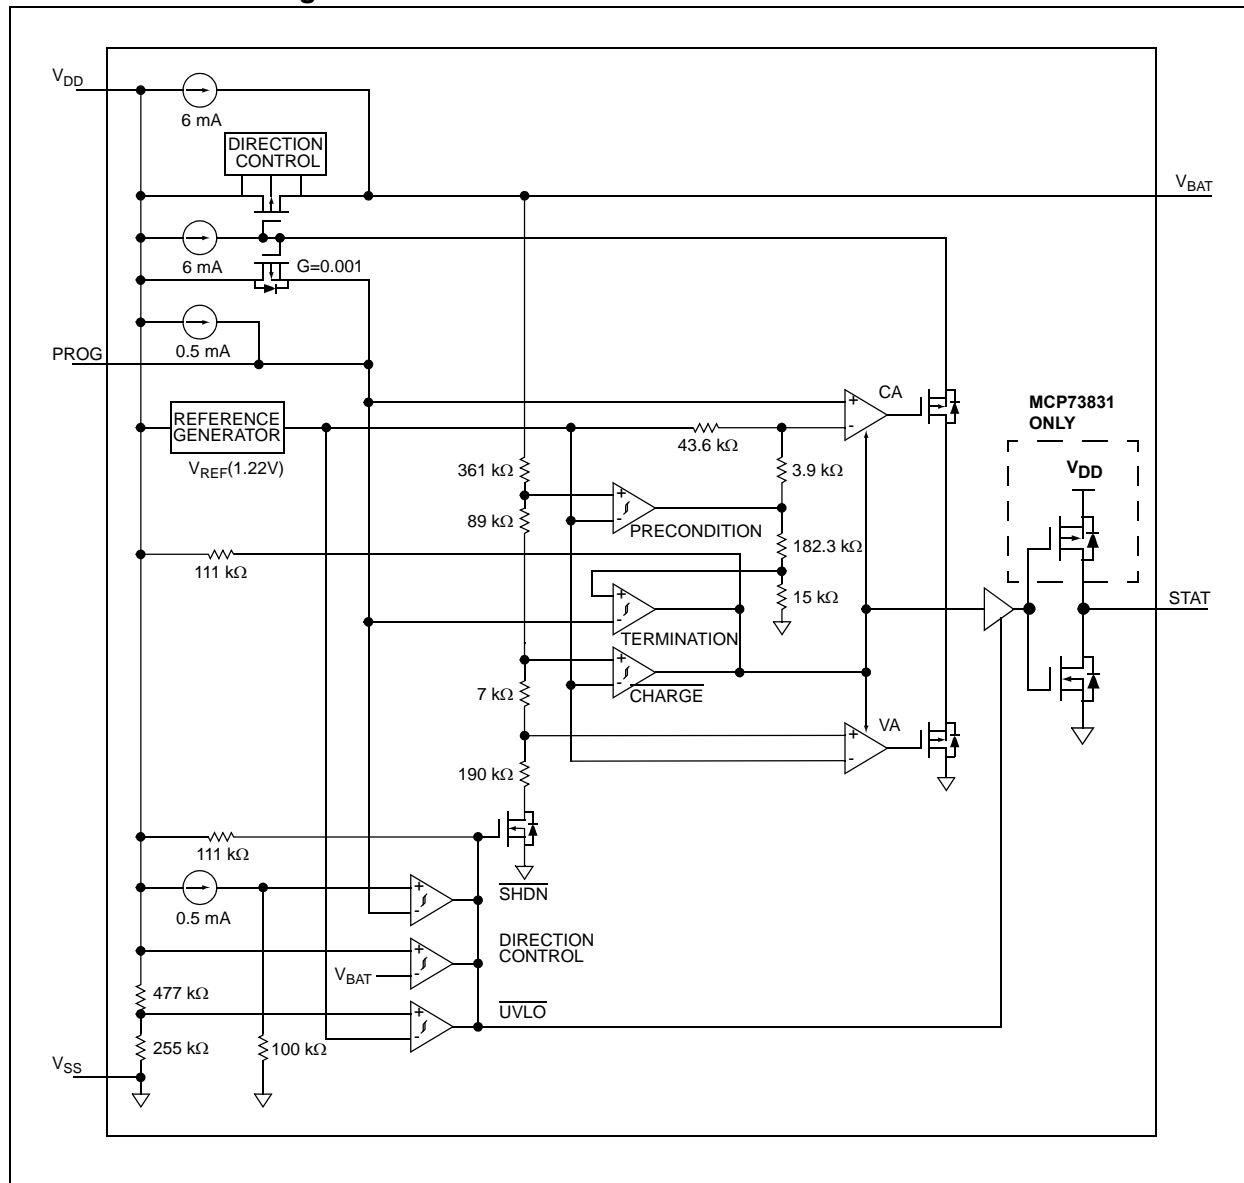 V_DD
6 mA
DIRECTION
CONTROL
V_BAT
6 mA
G=0.001
0.5 mA
PROG
REFERENCE
GENERATOR
V_REF(1.22V)
43.6 kΩ
+
CA
-
MCP73831
ONLY
V_DD
361 kΩ
3.9 kΩ
+
-
PRECONDITION
89 kΩ
182.3 kΩ
111 kΩ
+
-
TERMINATION
15 kΩ
STAT
+
-
CHARGE
7 kΩ
+
VA
-
190 kΩ
111 kΩ
0.5 mA
+
-
SHDN
+
V_BAT
-
DIRECTION
CONTROL
477 kΩ
+
-
UVLO
255 kΩ
100 kΩ
V_SS